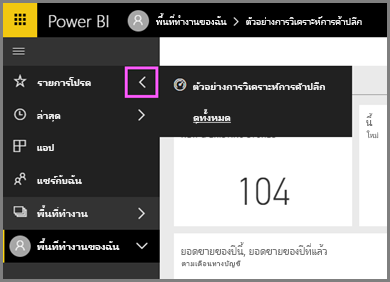 Power BI
พื้นที่ทำงานของฉัน > ตัวอย่างการวิเคราะห์การค้าปลีก
รายการโปรด
ตัวอย่างการวิเคราะห์การค้าปลีก
ดูทั้งหมด
ล่าสุด
แอป
แชร์กับฉัน
พื้นที่ทำงาน
พื้นที่ทำงานของฉัน
นี้
ใหม่
104
ยอดขายของปีนี้, ยอดขายของปีที่แล้ว
ตามเดือนทางบัญชี